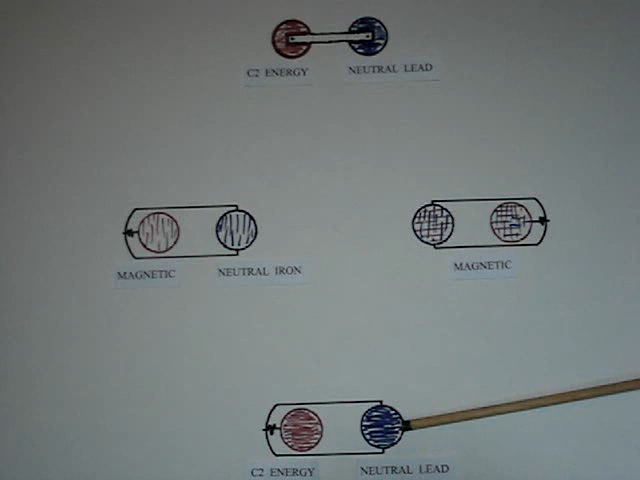 C2 ENERGY
NEUTRAL LEAD
MAGNETIC
NEUTRAL IRON
MAGNETIC
C2 ENERGY
NEUTRAL LEAD